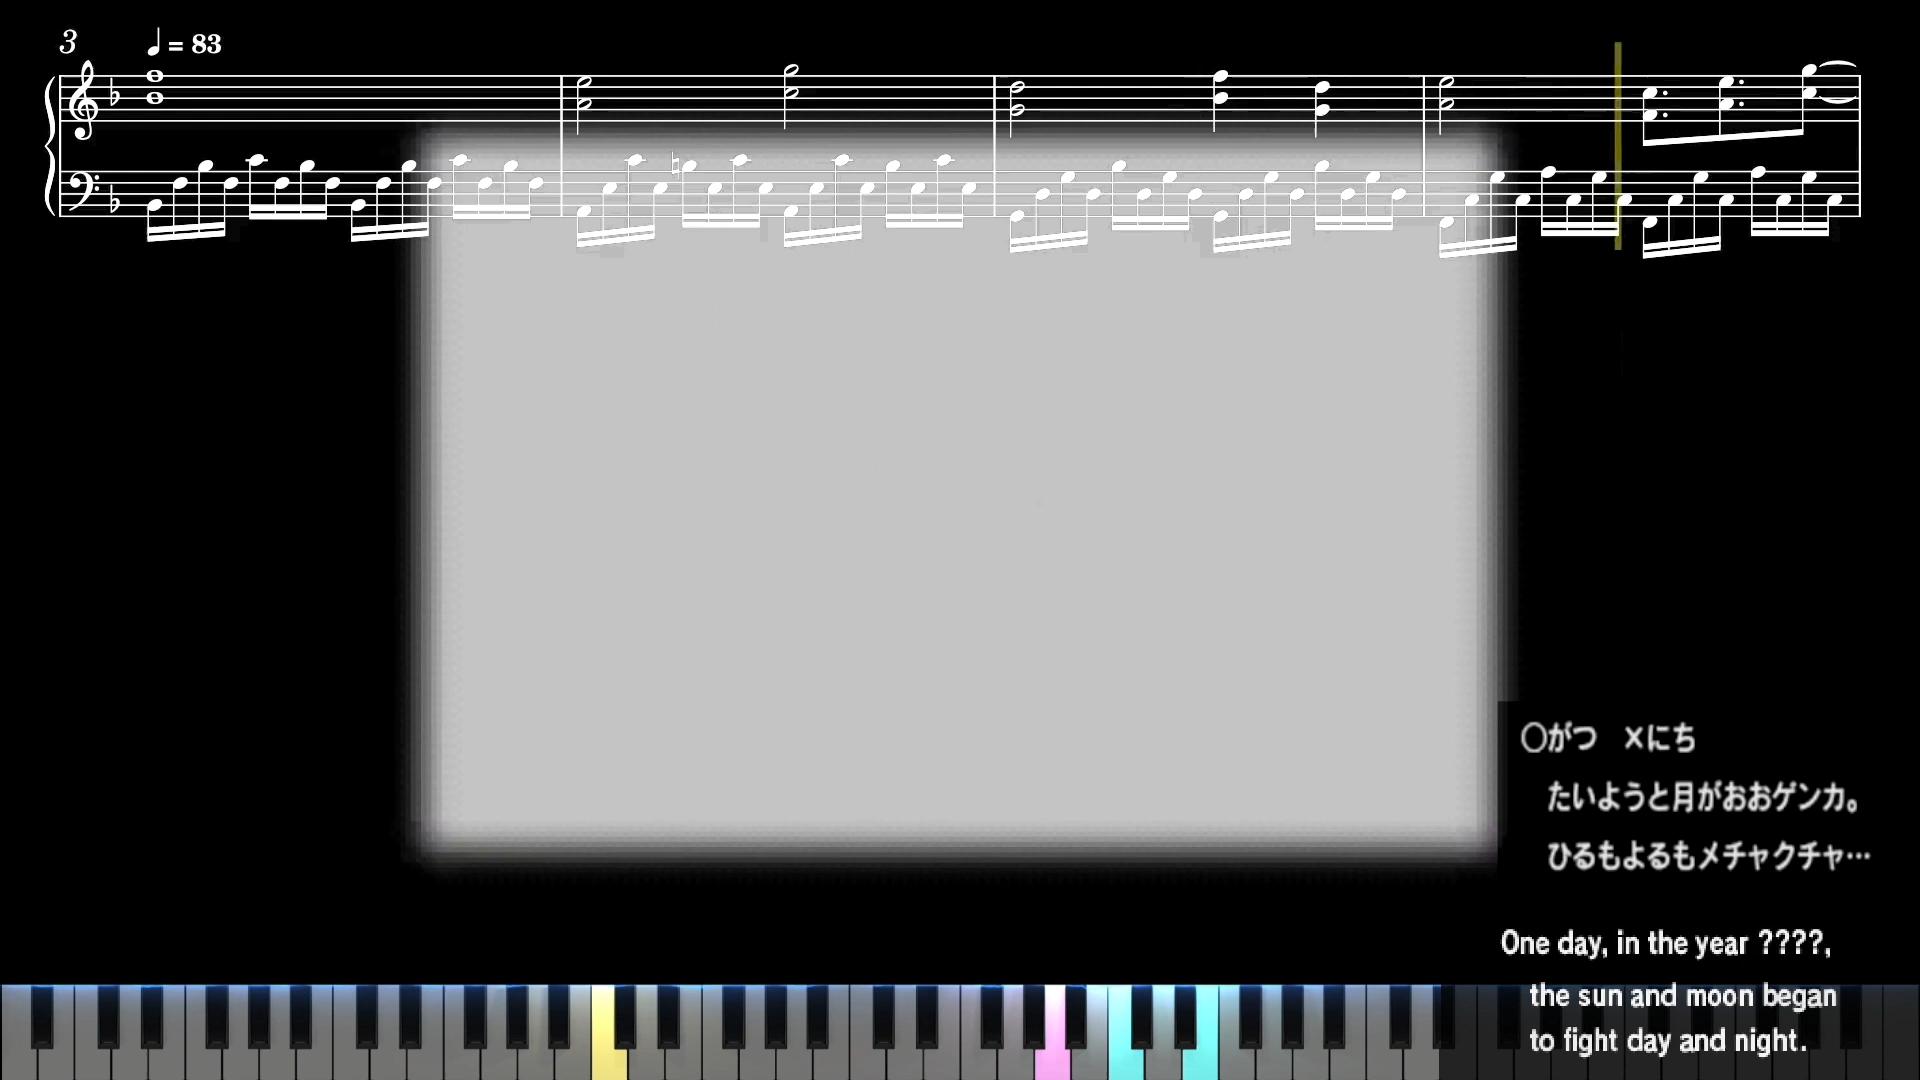 3
♩ = 83
〇がつ ×にち
たいようと月がおおゲンカ。
ひるもよるもメチャクチャ…
One day, in the year ????,
the sun and moon began
to fight day and night.